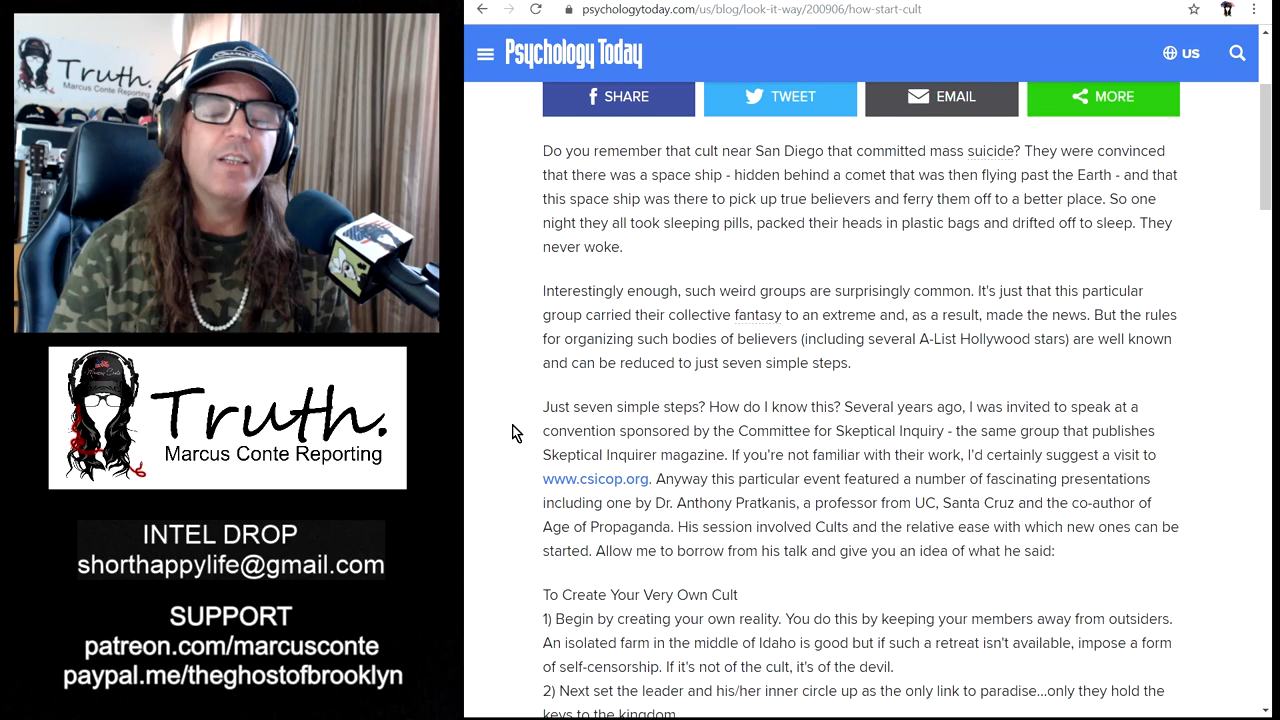 Truth.
Marcus Conte Reporting
Truth.
Marcus Conte Reporting
INTEL DROP
shorthappylife@gmail.com
SUPPORT
patreon.com/marcusconte
paypal.me/theghostofbrooklyn
psychologytoday.com/us/blog/look-it-way/200906/how-start-cult
Psychology Today
US
SHARE
TWEET
EMAIL
MORE
Do you remember that cult near San Diego that committed mass suicide? They were convinced
that there was a space ship - hidden behind a comet that was then flying past the Earth - and that
this space ship was there to pick up true believers and ferry them off to a better place. So one
night they all took sleeping pills, packed their heads in plastic bags and drifted off to sleep. They
never woke.
Interestingly enough, such weird groups are surprisingly common. It's just that this particular
group carried their collective fantasy to an extreme and, as a result, made the news. But the rules
for organizing such bodies of believers (including several A-List Hollywood stars) are well known
and can be reduced to just seven simple steps.
Just seven simple steps? How do I know this? Several years ago, I was invited to speak at a
convention sponsored by the Committee for Skeptical Inquiry - the same group that publishes
Skeptical Inquirer magazine. If you're not familiar with their work, I'd certainly suggest a visit to
www.csicop.org. Anyway this particular event featured a number of fascinating presentations
including one by Dr. Anthony Pratkanis, a professor from UC, Santa Cruz and the co-author of
Age of Propaganda. His session involved Cults and the relative ease with which new ones can be
started. Allow me to borrow from his talk and give you an idea of what he said:
To Create Your Very Own Cult
1) Begin by creating your own reality. You do this by keeping your members away from outsiders.
An isolated farm in the middle of Idaho is good but if such a retreat isn't available, impose a form
of self-censorship. If it's not of the cult, it's of the devil.
2) Next set the leader and his/her inner circle up as the only link to paradise...only they hold the
keys to the kingdom.